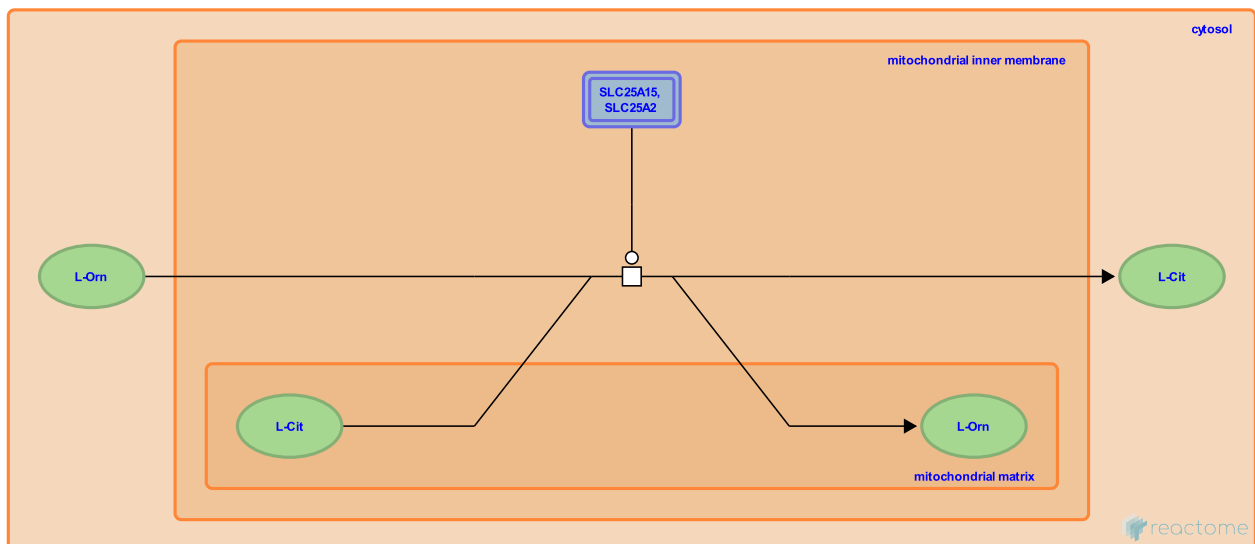 cytosol
mitochondrial inner membrane
SLC25A15,
SLC25A2
L-Orn
L-Cit
L-Cit
L-Orn
mitochondrial matrix
reactome